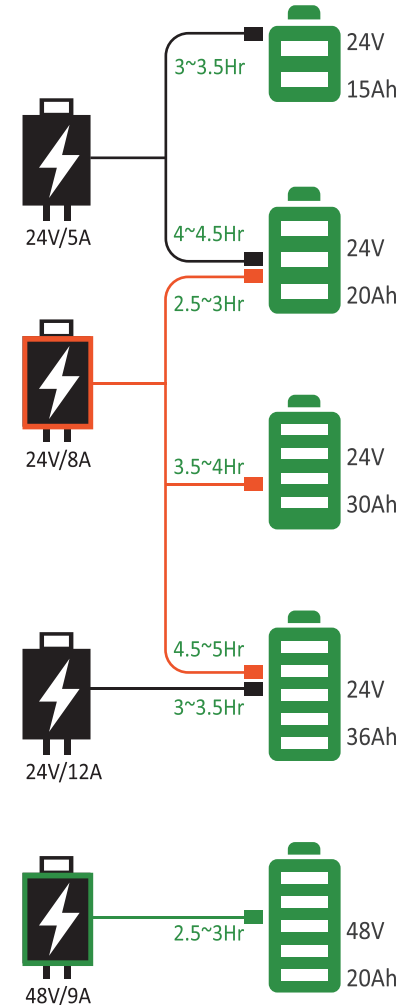 24V
3~3.5Hr
15Ah
24V/5A
4~4.5Hr
24V
2.5~3Hr
20Ah
24V/8A
3.5~4Hr
24V
30Ah
4.5~5Hr
24V
3~3.5Hr
36Ah
24V/12A
2.5~3Hr
48V
20Ah
48V/9A